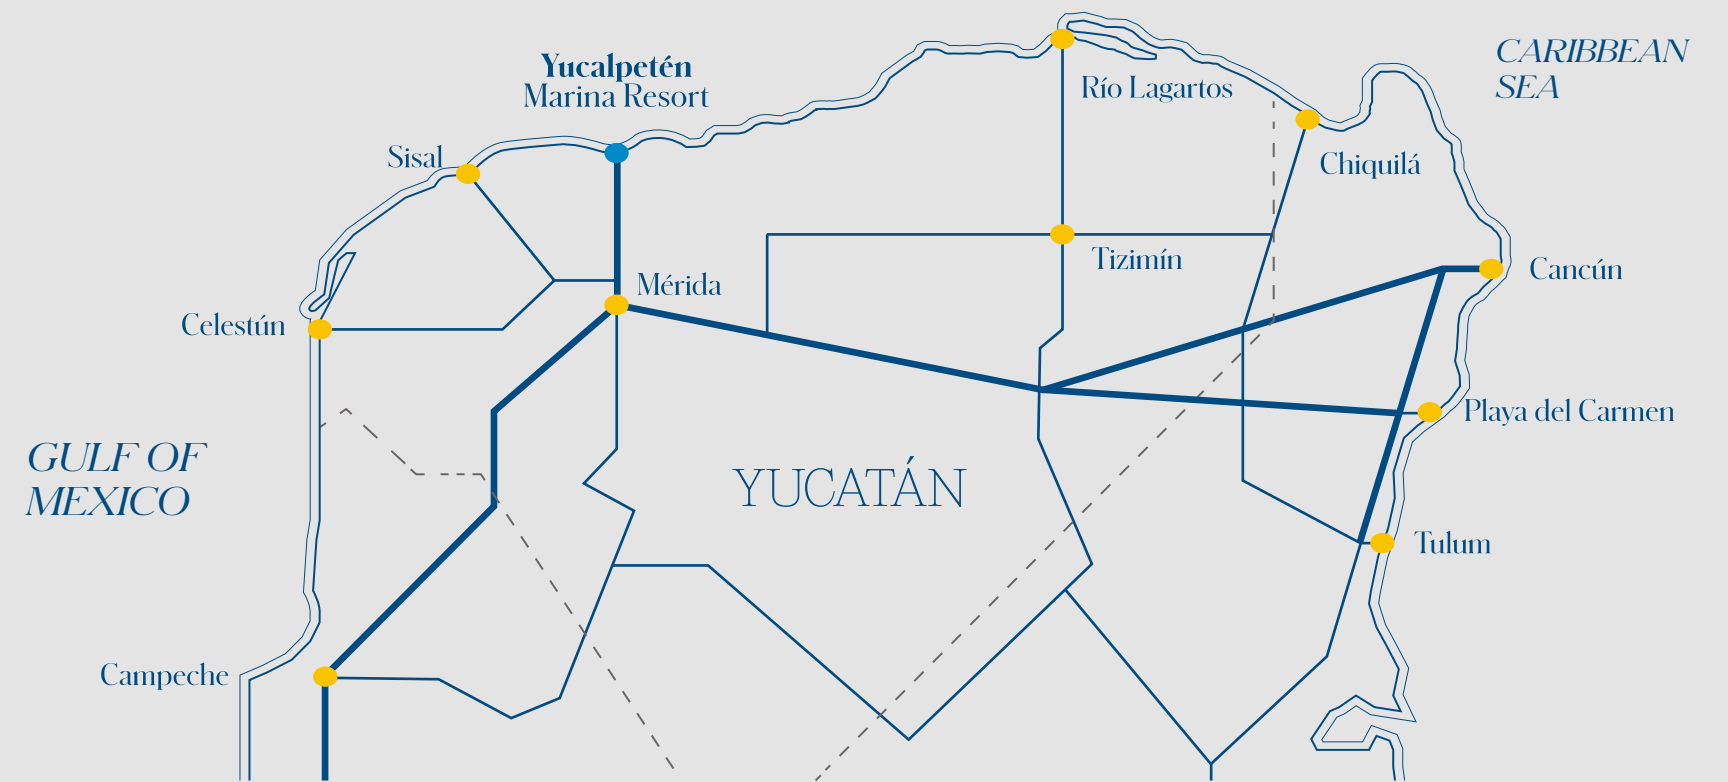 CARIBBEAN
SEA
Yucalpetén
Marina Resort
Río Lagartos
Sisal
Chiquilá
Tizimín
Cancún
Mérida
Celestún
Playa del Carmen
GULF OF
MEXICO
YUCATÁN
Tulum
Campeche